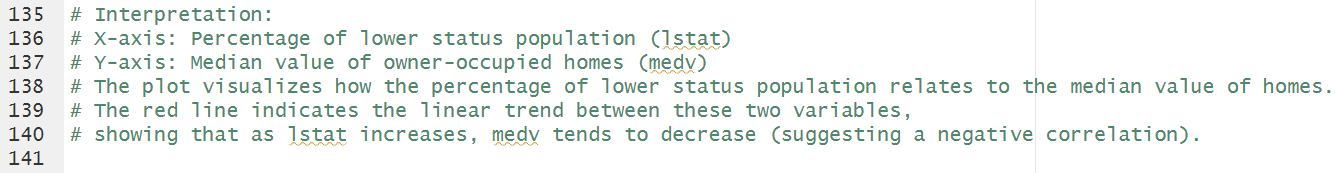 135 # Interpretation:
136 # X-axis: Percentage of lower status population (lstat)
137 # Y-axis: Median value of owner-occupied homes (medv)
138 # The plot visualizes how the percentage of lower status population relates to the median value of homes.
139 # The red line indicates the linear trend between these two variables,
140 # showing that as lstat increases, medv tends to decrease (suggesting a negative correlation).
141